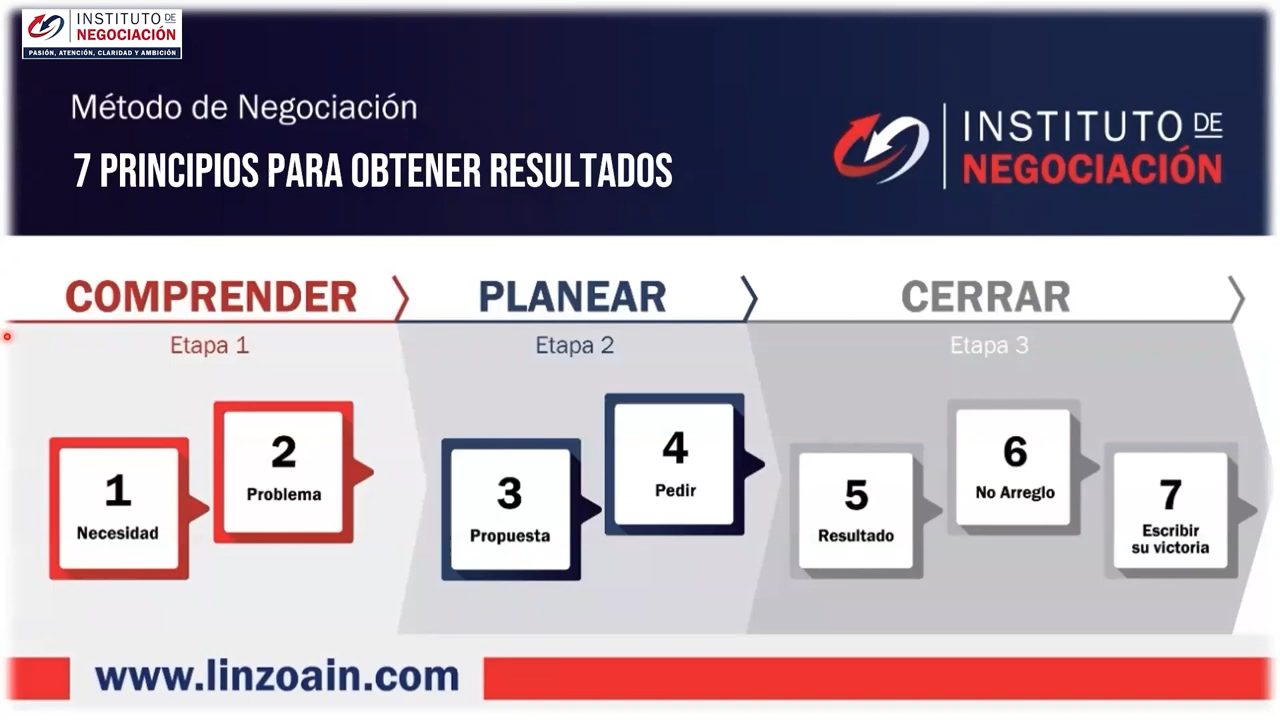 INSTITUTO DE
NEGOCIACIÓN
PASIÓN, ATENCIÓN, CLARIDAD Y AMBICIÓN
Método de Negociación
7 PRINCIPIOS PARA OBTENER RESULTADOS
INSTITUTO DE
NEGOCIACIÓN
COMPRENDER
PLANEAR
CERRAR
Etapa 1
Etapa 2
Etapa 3
1
Necesidad
2
Problema
3
Propuesta
4
Pedir
5
Resultado
6
No Arreglo
7
Escribir
su victoria
www.linzoain.com